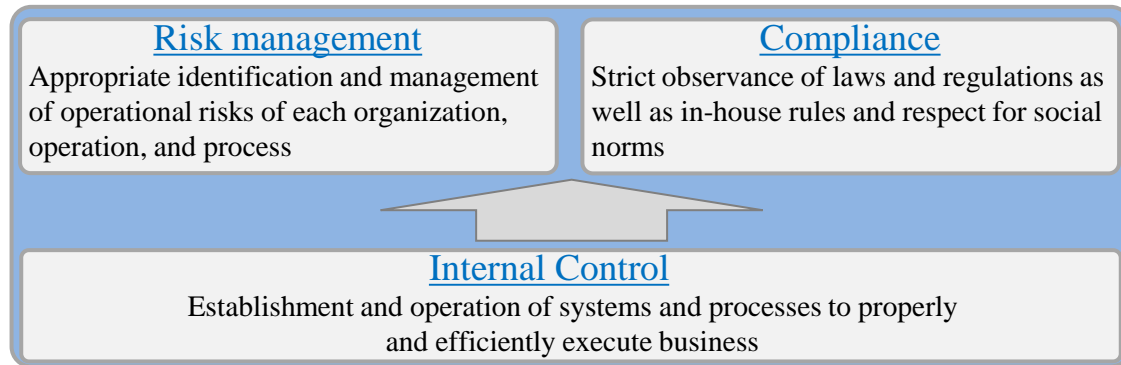 Risk management
Appropriate identification and management
of operational risks of each organization,
operation, and process
Compliance
Strict observance of laws and regulations as
well as in-house rules and respect for social
norms
Internal Control
Establishment and operation of systems and processes to properly
and efficiently execute business